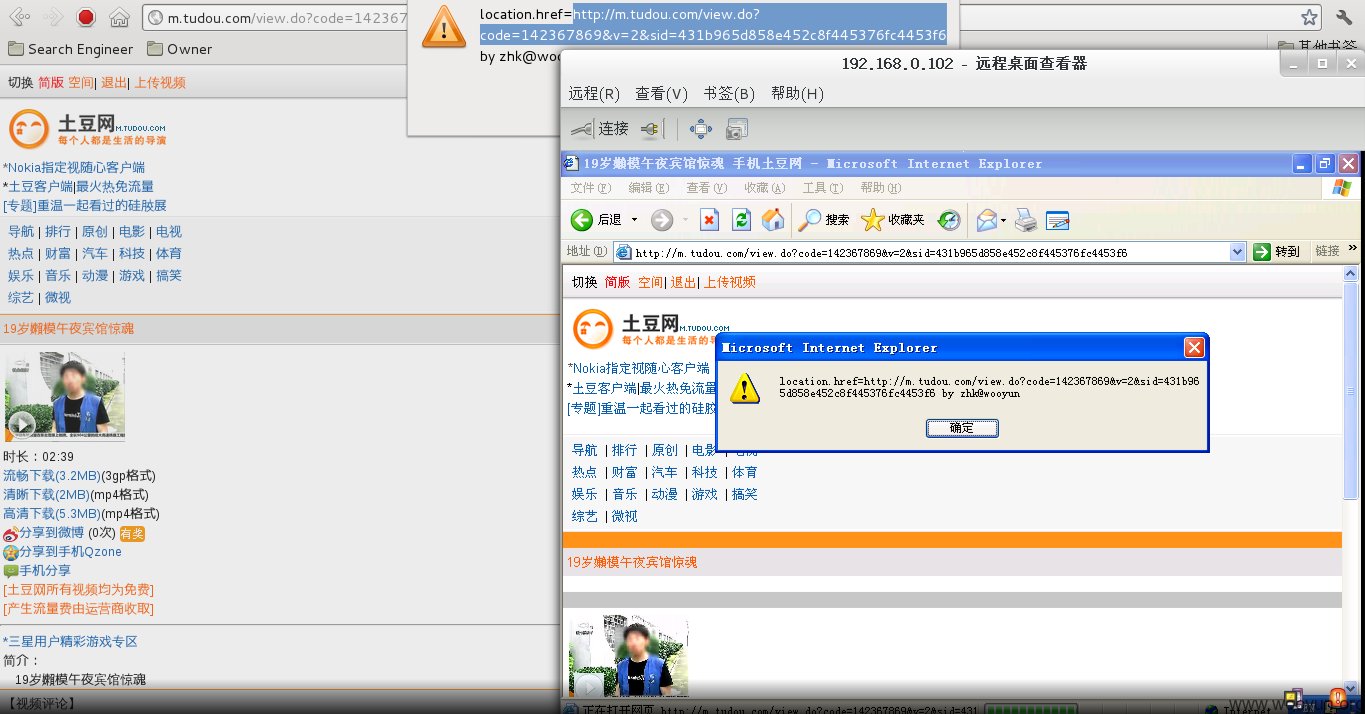 m.tudou.com/view.do?code=142367
Search Engineer
Owner
切换 简版 空间| 退出| 上传视频
土豆网M.TUDOU.COM
每个人都是生活的导演
*Nokia指定视随心客户端
*土豆客户端|最火热免流量
[专题]重温一起看过的硅胶展
导航 | 排行 | 原创 | 电影 | 电视
热点 | 财富 | 汽车 | 科技 | 体育
娱乐 | 音乐 | 动漫 | 游戏 | 搞笑
综艺 | 微视
19岁嫩模午夜宾馆惊魂
时长：02:39
流畅下载(3.2MB)(3gp格式)
清晰下载(2MB)(mp4格式)
高清下载(5.3MB)(mp4格式)
分享到微博 (0次) 有奖
分享到手机Qzone
手机分享
[土豆网所有视频均为免费]
[产生流量费由运营商收取]
*三星用户精彩游戏专区
简介：
19岁嫩模午夜宾馆惊魂
【视频评论】
location.href=http://m.tudou.com/view.do?
code=142367869&v=2&sid=431b965d858e452c8f445376fc4453f6
by zhk@woo
其他书签
192.168.0.102 - 远程桌面查看器
远程(R) 查看(V) 书签(B) 帮助(H)
连接
19岁嫩模午夜宾馆惊魂 手机土豆网 - Microsoft Internet Explorer
文件(F) 编辑(E) 查看(V) 收藏(A) 工具(T) 帮助(H)
后退 搜索 收藏夹
地址(D) http://m.tudou.com/view.do?code=142367869&v=2&sid=431b965d858e452c8f445376fc4453f6 转到 链接 »
切换 简版 空间| 退出| 上传视频
土豆网M.TUDOU.COM
每个人都是生活的导
*Nokia指定视随心客户端
*土豆客户端|最火热免流量
[专题]重温一起看过的硅胶
导航 | 排行 | 原创 | 电影 | 电视
热点 | 财富 | 汽车 | 科技 | 体育
娱乐 | 音乐 | 动漫 | 游戏 | 搞笑
综艺 | 微视
19岁嫩模午夜宾馆惊魂
Microsoft Internet Explorer
location.href=http://m.tudou.com/view.do?code=142367869&v=2&sid=431b96
5d858e452c8f445376fc4453f6 by zhk@wooyun
确定
正在打开网页 http://m.tudou.com/view.do?code=142367869&v=2&sid=431
Internet
www.wooyun.org